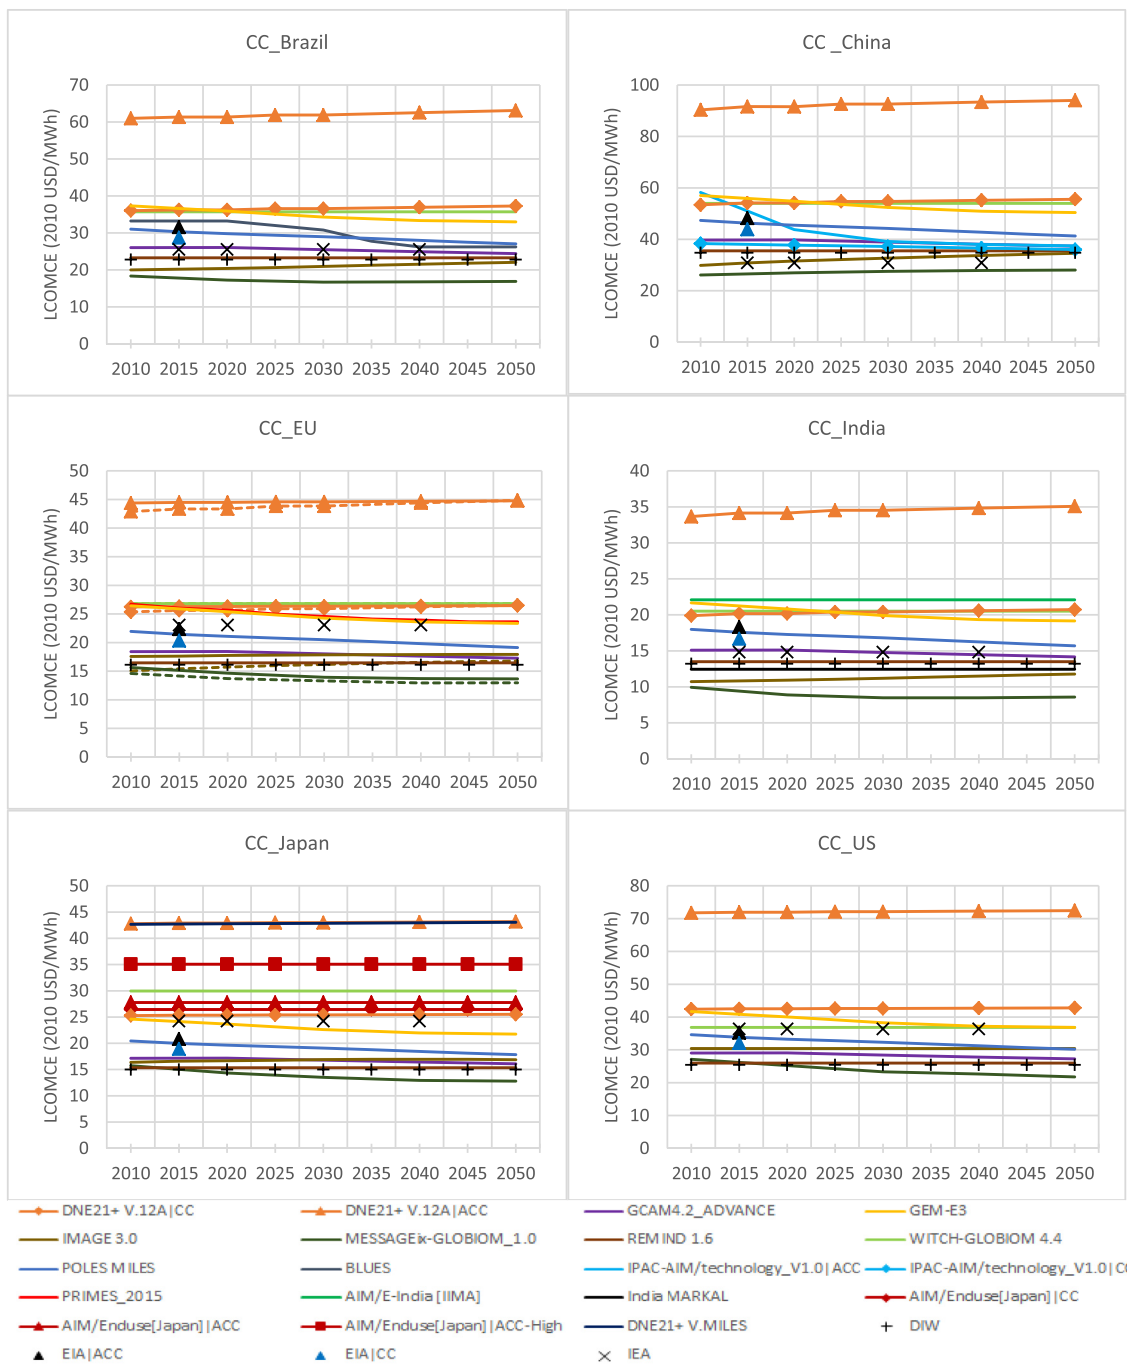 CC_Brazil
LCOMCE (2010 USD/MWh)
70
60
50
40
30
20
10
0
2010 2015 2020 2025 2030 2035 2040 2045 2050
CC _China
LCOMCE (2010 USD/MWh)
100
80
60
40
20
0
2010 2015 2020 2025 2030 2035 2040 2045 2050
CC_EU
LCOMCE (2010 USD/MWh)
50
45
40
35
30
25
20
15
10
5
0
2010 2015 2020 2025 2030 2035 2040 2045 2050
CC_India
LCOMCE (2010 USD/MWh)
40
35
30
25
20
15
10
5
0
2010 2015 2020 2025 2030 2035 2040 2045 2050
CC_Japan
LCOMCE (2010 USD/MWh)
50
45
40
35
30
25
20
15
10
5
0
2010 2015 2020 2025 2030 2035 2040 2045 2050
CC_US
LCOMCE (2010 USD/MWh)
80
70
60
50
40
30
20
10
0
2010 2015 2020 2025 2030 2035 2040 2045 2050
DNE21+ V.12A|CC DNE21+ V.12A|ACC GCAM4.2_ADVANCE GEM-E3
IMAGE 3.0 MESSAGEix-GLOBIOM_1.0 REMIND 1.6 WITCH-GLOBIOM 4.4
POLES MILES BLUES IPAC-AIM/technology_V1.0|ACC IPAC-AIM/technology_V1.0|C
PRIMES_2015 AIM/E-India [IIMA] India MARKAL AIM/Enduse[Japan]|CC
AIM/Enduse[Japan]|ACC AIM/Enduse[Japan]|ACC-High DNE21+ V.MILES DIW
EIA|ACC EIA|CC IEA